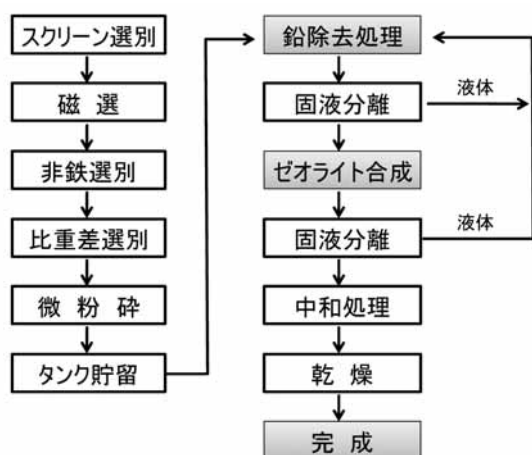 スクリーン選別
磁 選
非鉄選別
比重差選別
微 粉 砕
タンク貯留
鉛除去処理
固液分離
液体
ゼオライト合成
固液分離
液体
中和処理
乾 燥
完 成